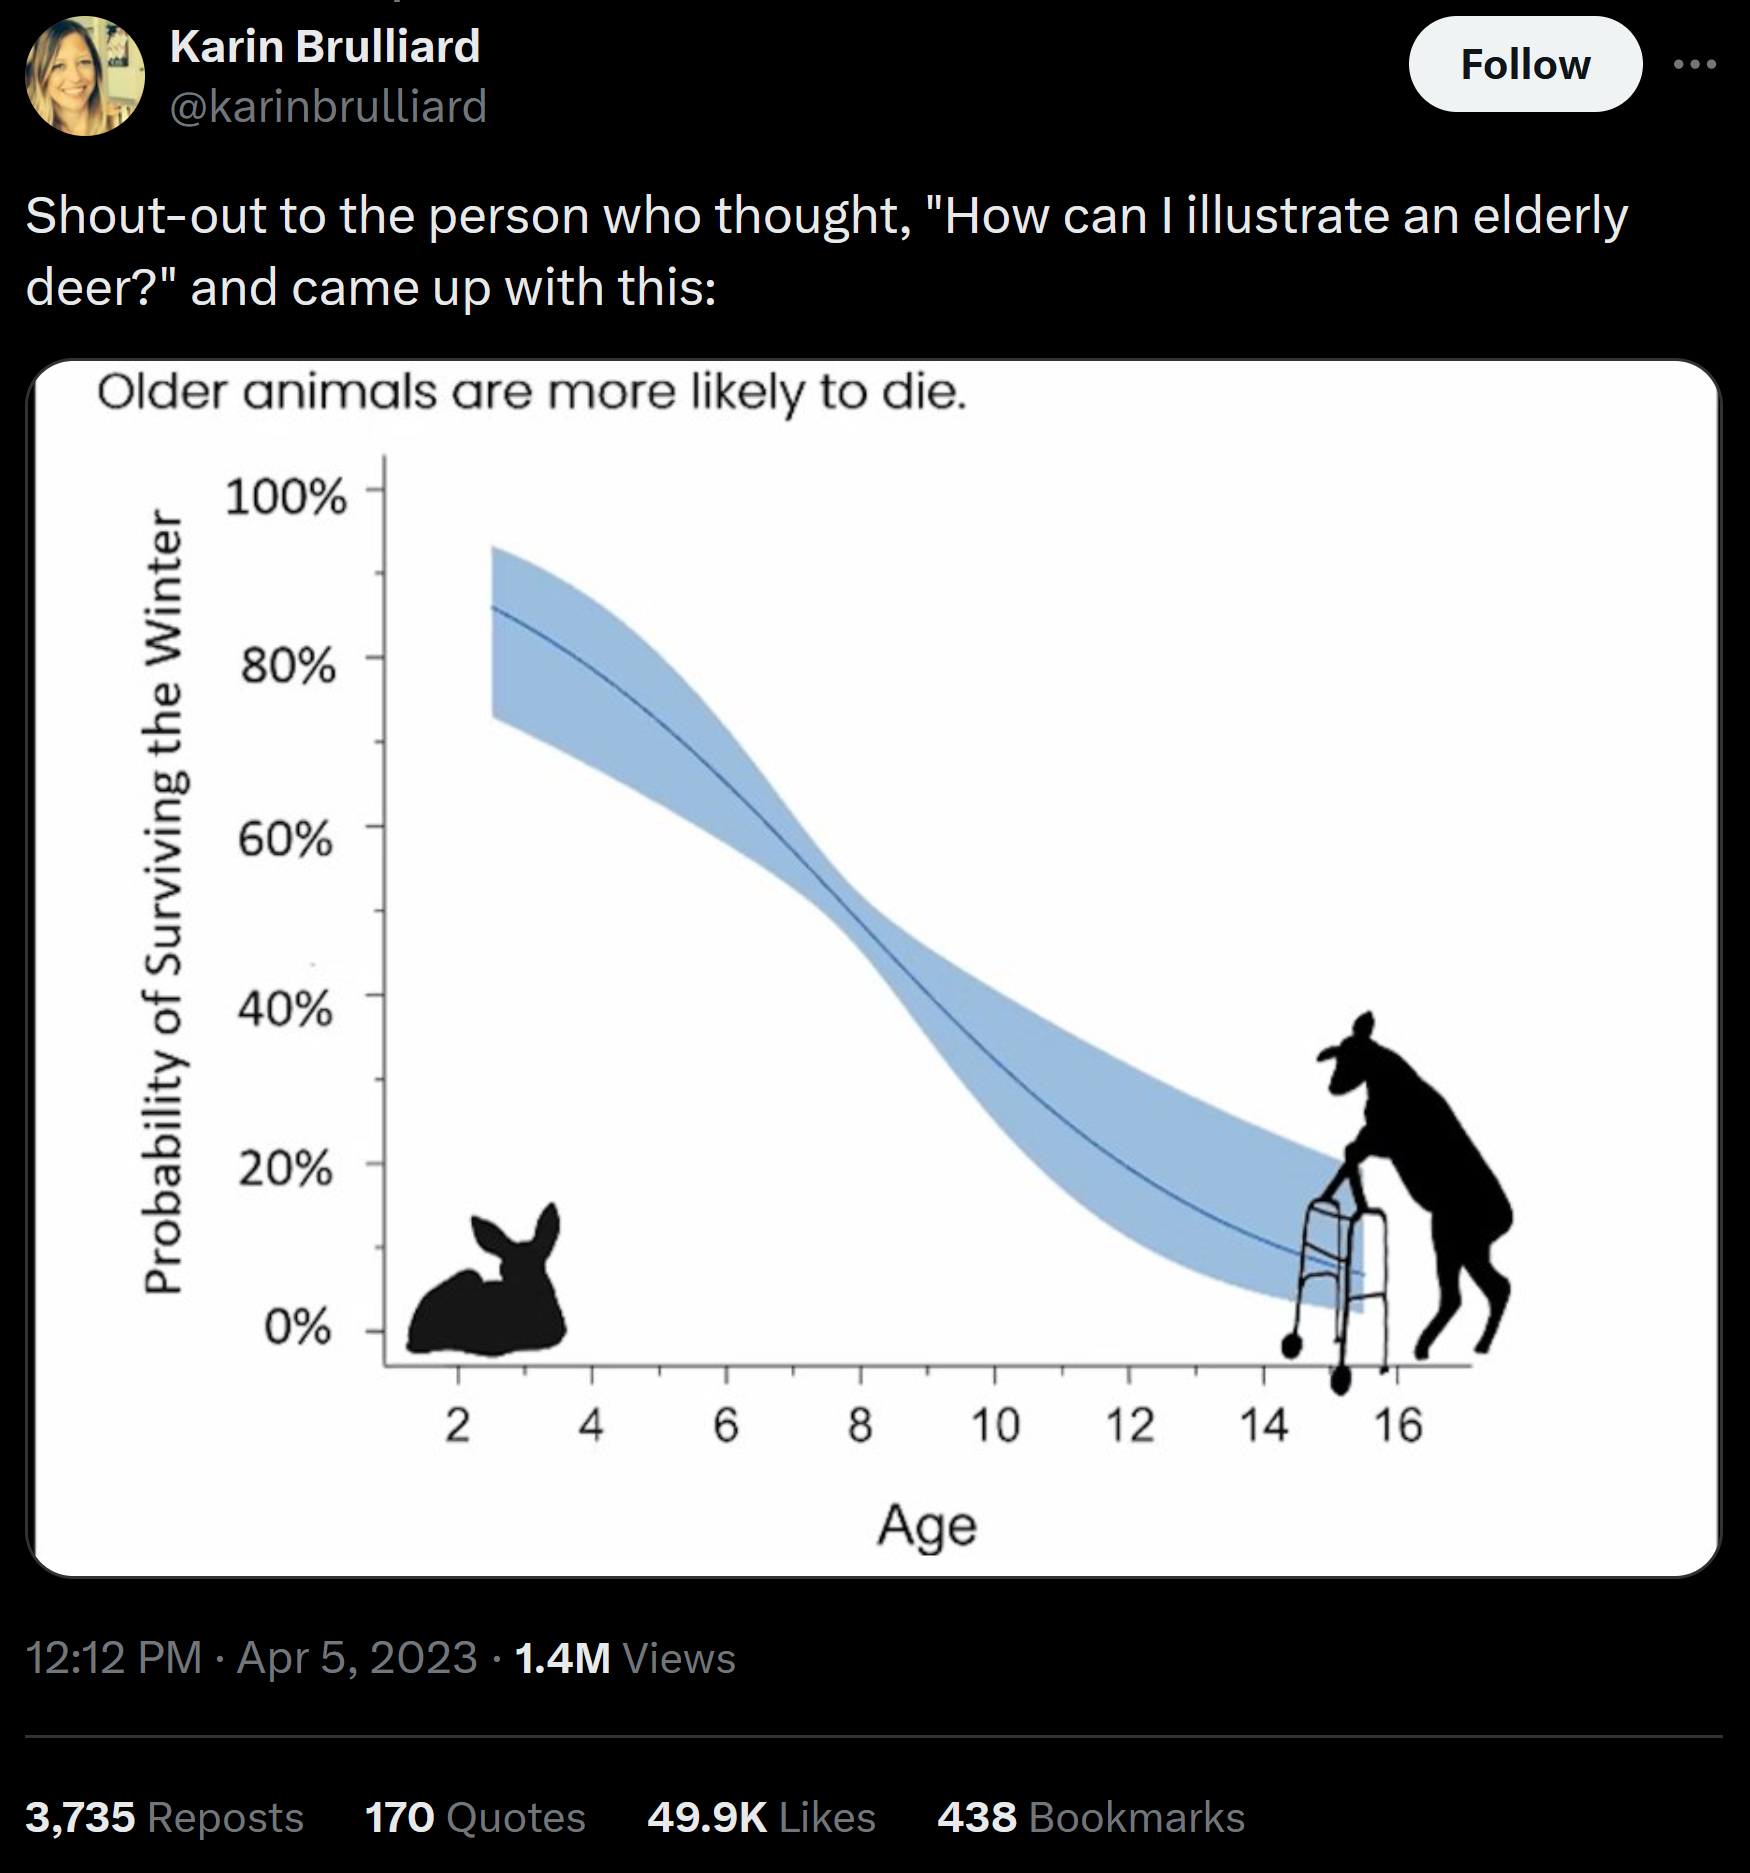 Karin Brulliard
@karinbrulliard
Follow
Shout-out to the person who thought, "How can I illustrate an elderly
deer?" and came up with this:
Older animals are more likely to die.
Probability of Surviving the Winter
100%
80%
60%
40%
20%
0%
2 4 6 8 10 12 14 16
Age
12:12 PM · Apr 5, 2023 · 1.4M Views
3,735 Reposts 170 Quotes 49.9K Likes 438 Bookmarks